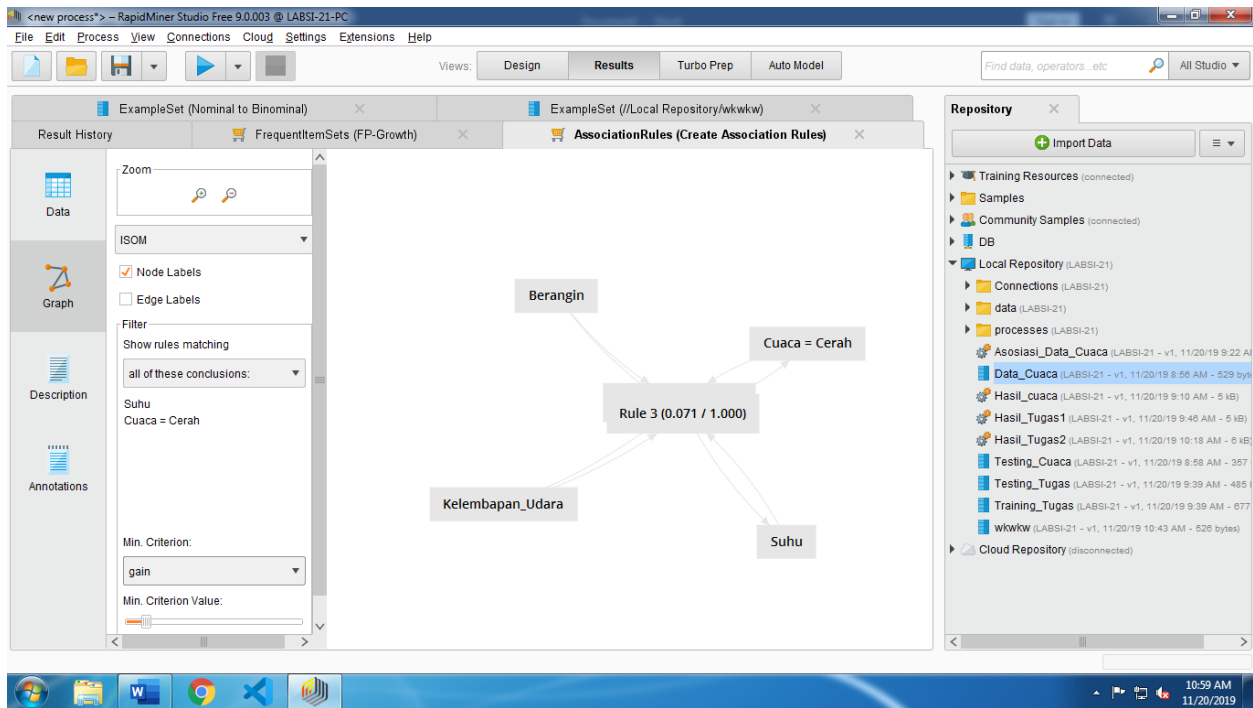 <new process*> – RapidMiner Studio Free 9.0.003 @ LABSI-21-PC
File Edit Process View Connections Cloud Settings Extensions Help
Views: Design Results Turbo Prep Auto Model
Find data, operators...etc All Studio
ExampleSet (Nominal to Binominal) ExampleSet (//Local Repository/wkwkw)
Result History FrequentItemSets (FP-Growth) AssociationRules (Create Association Rules)
Data
Graph
Description
Annotations
Zoom
ISOM
Node Labels
Edge Labels
Filter
Show rules matching
all of these conclusions:
Suhu
Cuaca = Cerah
Min. Criterion:
gain
Min. Criterion Value:
Berangin
Cuaca = Cerah
Rule 3 (0.071 / 1.000)
Kelembapan_Udara
Suhu
Repository
Import Data
Training Resources (connected)
Samples
Community Samples (connected)
DB
Local Repository (LABSI-21)
Connections (LABSI-21)
data (LABSI-21)
processes (LABSI-21)
Asosiasi_Data_Cuaca (LABSI-21 - v1, 11/20/19 9:22 A
Data_Cuaca (LABSI-21 - v1, 11/20/19 8:56 AM - 529 byt
Hasil_cuaca (LABSI-21 - v1, 11/20/19 9:10 AM - 5 kB)
Hasil_Tugas1 (LABSI-21 - v1, 11/20/19 9:46 AM - 5 kB)
Hasil_Tugas2 (LABSI-21 - v1, 11/20/19 10:18 AM - 6 kB
Testing_Cuaca (LABSI-21 - v1, 11/20/19 8:58 AM - 357
Testing_Tugas (LABSI-21 - v1, 11/20/19 9:39 AM - 485
Training_Tugas (LABSI-21 - v1, 11/20/19 9:39 AM - 677
wkwkw (LABSI-21 - v1, 11/20/19 10:43 AM - 526 bytes)
Cloud Repository (disconnected)
10:59 AM
11/20/2019